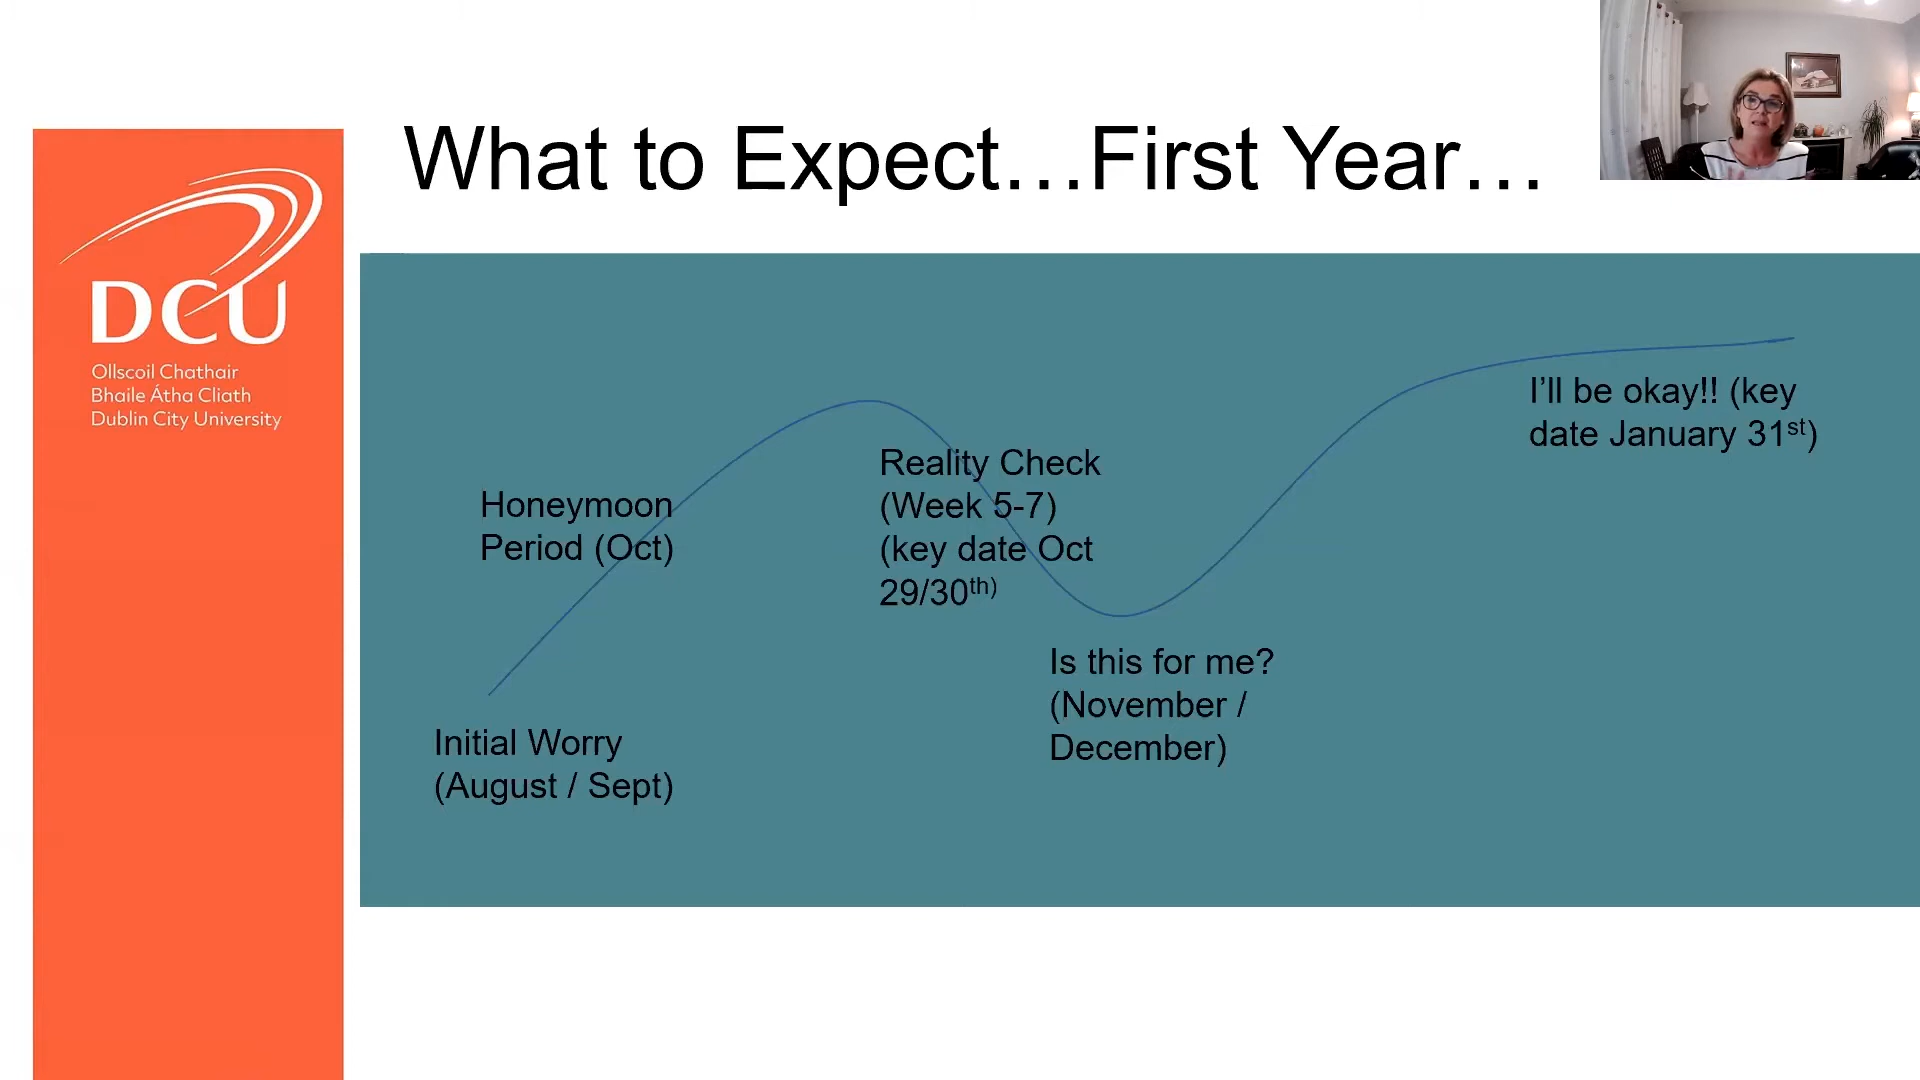 What to Expect…First Year…
DCU
Ollscoil Chathair
Bhaile Átha Cliath
Dublin City University
Honeymoon
Period (Oct)
Reality Check
(Week 5-7)
(key date Oct
29/30th)
I’ll be okay!! (key
date January 31st)
Is this for me?
(November /
December)
Initial Worry
(August / Sept)